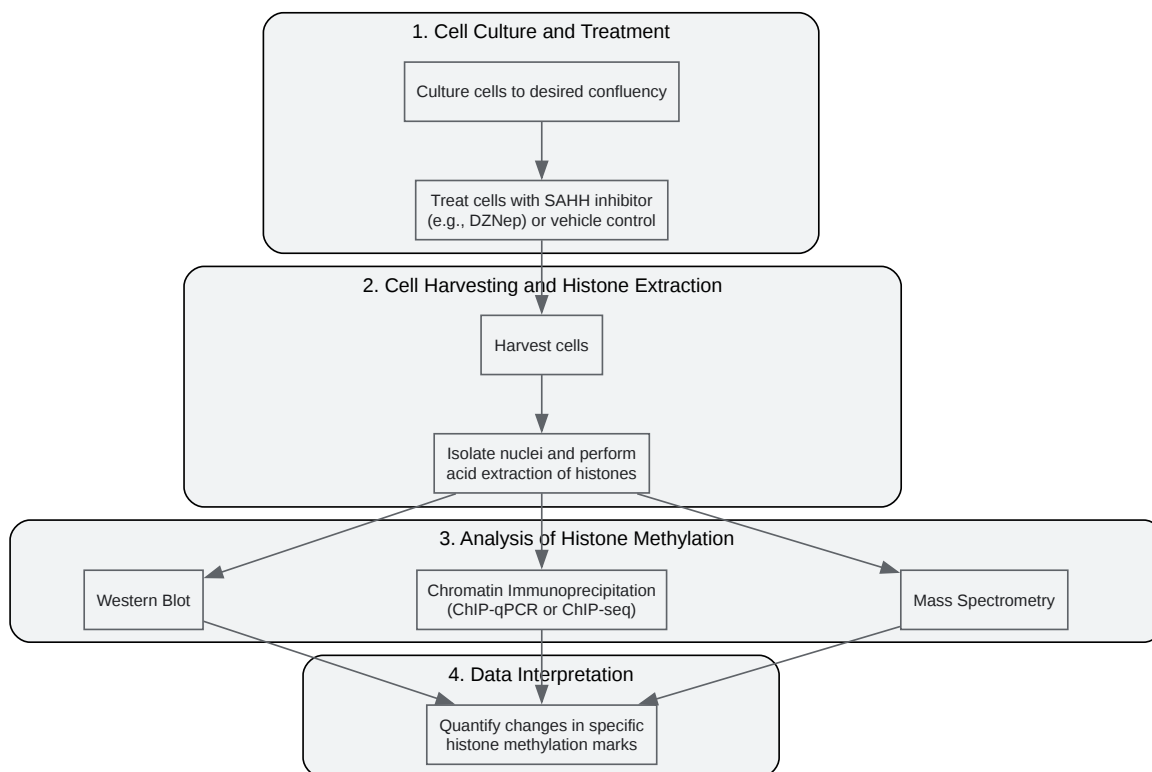 1. Cell Culture and Treatment
Culture cells to desired confluency
Treat cells with SAHH inhibitor
(e.g., DZNep) or vehicle control
2. Cell Harvesting and Histone Extraction
Harvest cells
Isolate nuclei and perform
acid extraction of histones
3. Analysis of Histone Methylation
Western Blot
Chromatin Immunoprecipitation
(ChIP-qPCR or ChIP-seq)
Mass Spectrometry
4. Data Interpretation
Quantify changes in specific
histone methylation marks